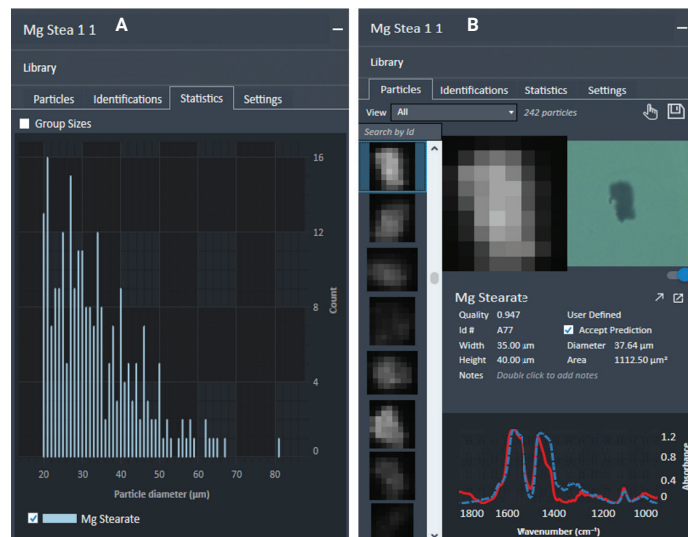 Mg Stea 1 1 A
Library
Particles Identifications Statistics Settings
Group Sizes
16
12
8
4
0
Count
20 30 40 50 60 70 80
Particle diameter (µm)
Mg Stearate
Mg Stea 1 1 B
Library
Particles Identifications Statistics Settings
View All 242 particles
Search by Id
Mg Stearate
Quality 0.947 User Defined
Id # A77 Accept Prediction
Width 35.00 µm Diameter 37.64 µm
Height 40.00 µm Area 1112.50 µm²
Notes Double click to add notes
1.2
0.8
0.4
0
Absorbance
1800 1600 1400 1200 1000
Wavenumber (cm⁻¹)